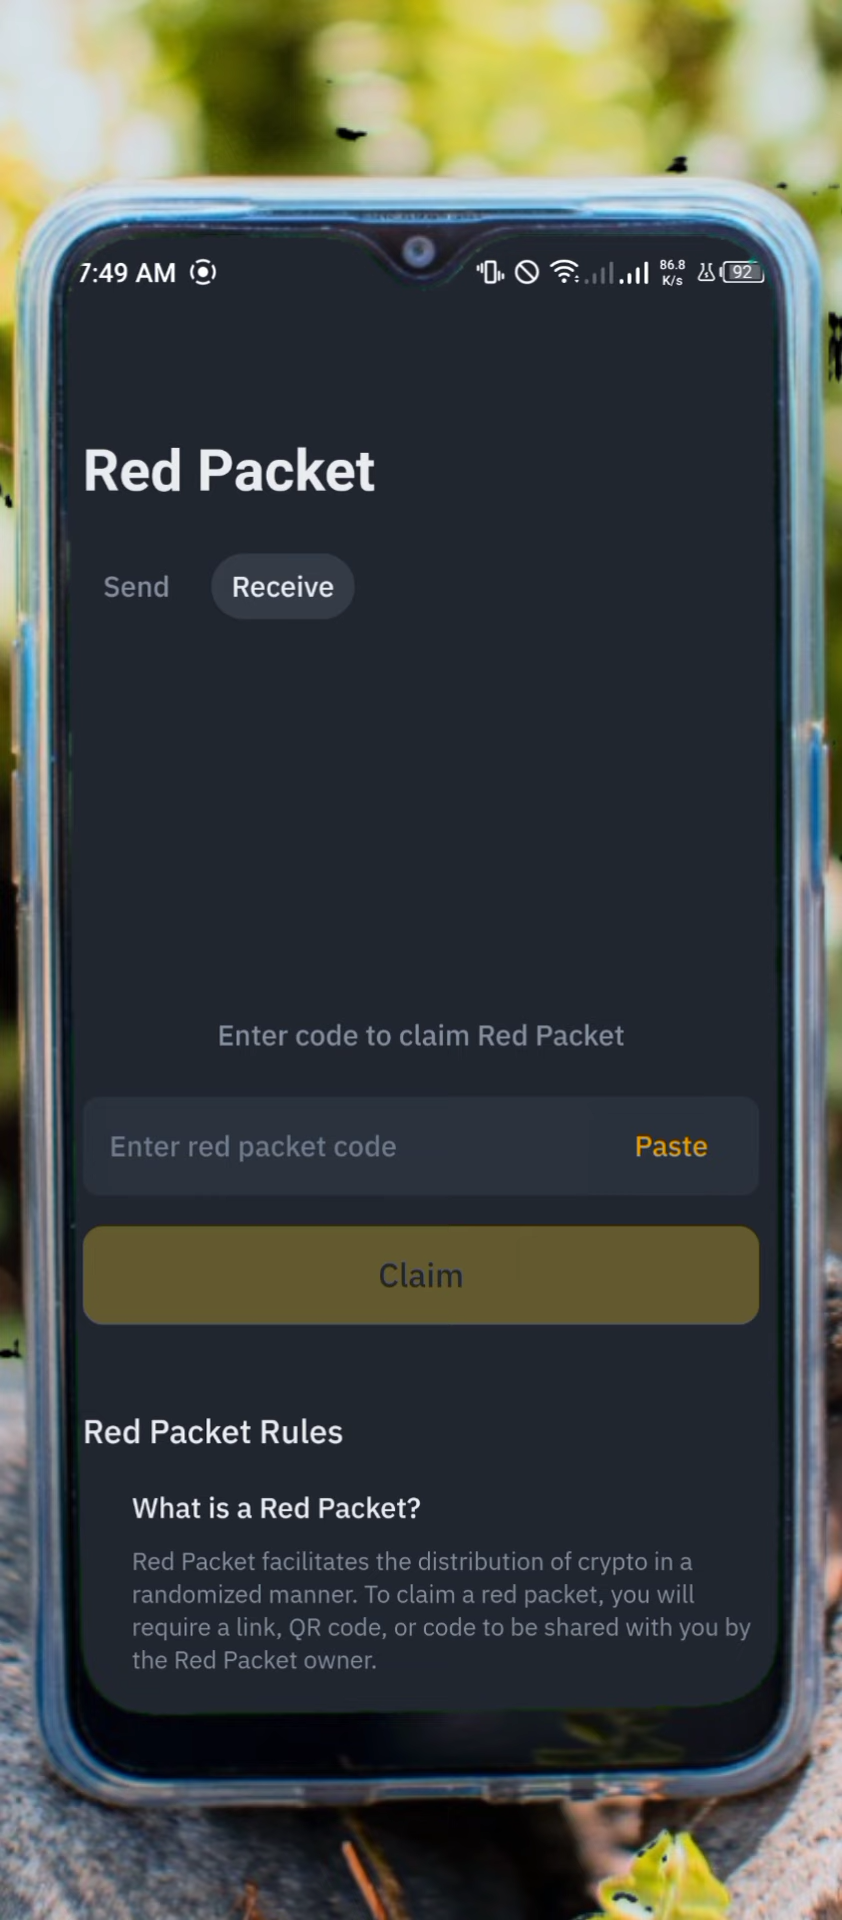 7:49 AM
86.8
K/s
92
Red Packet
Send Receive
Enter code to claim Red Packet
Enter red packet code Paste
Claim
Red Packet Rules
What is a Red Packet?
Red Packet facilitates the distribution of crypto in a
randomized manner. To claim a red packet, you will
require a link, QR code, or code to be shared with you by
the Red Packet owner.